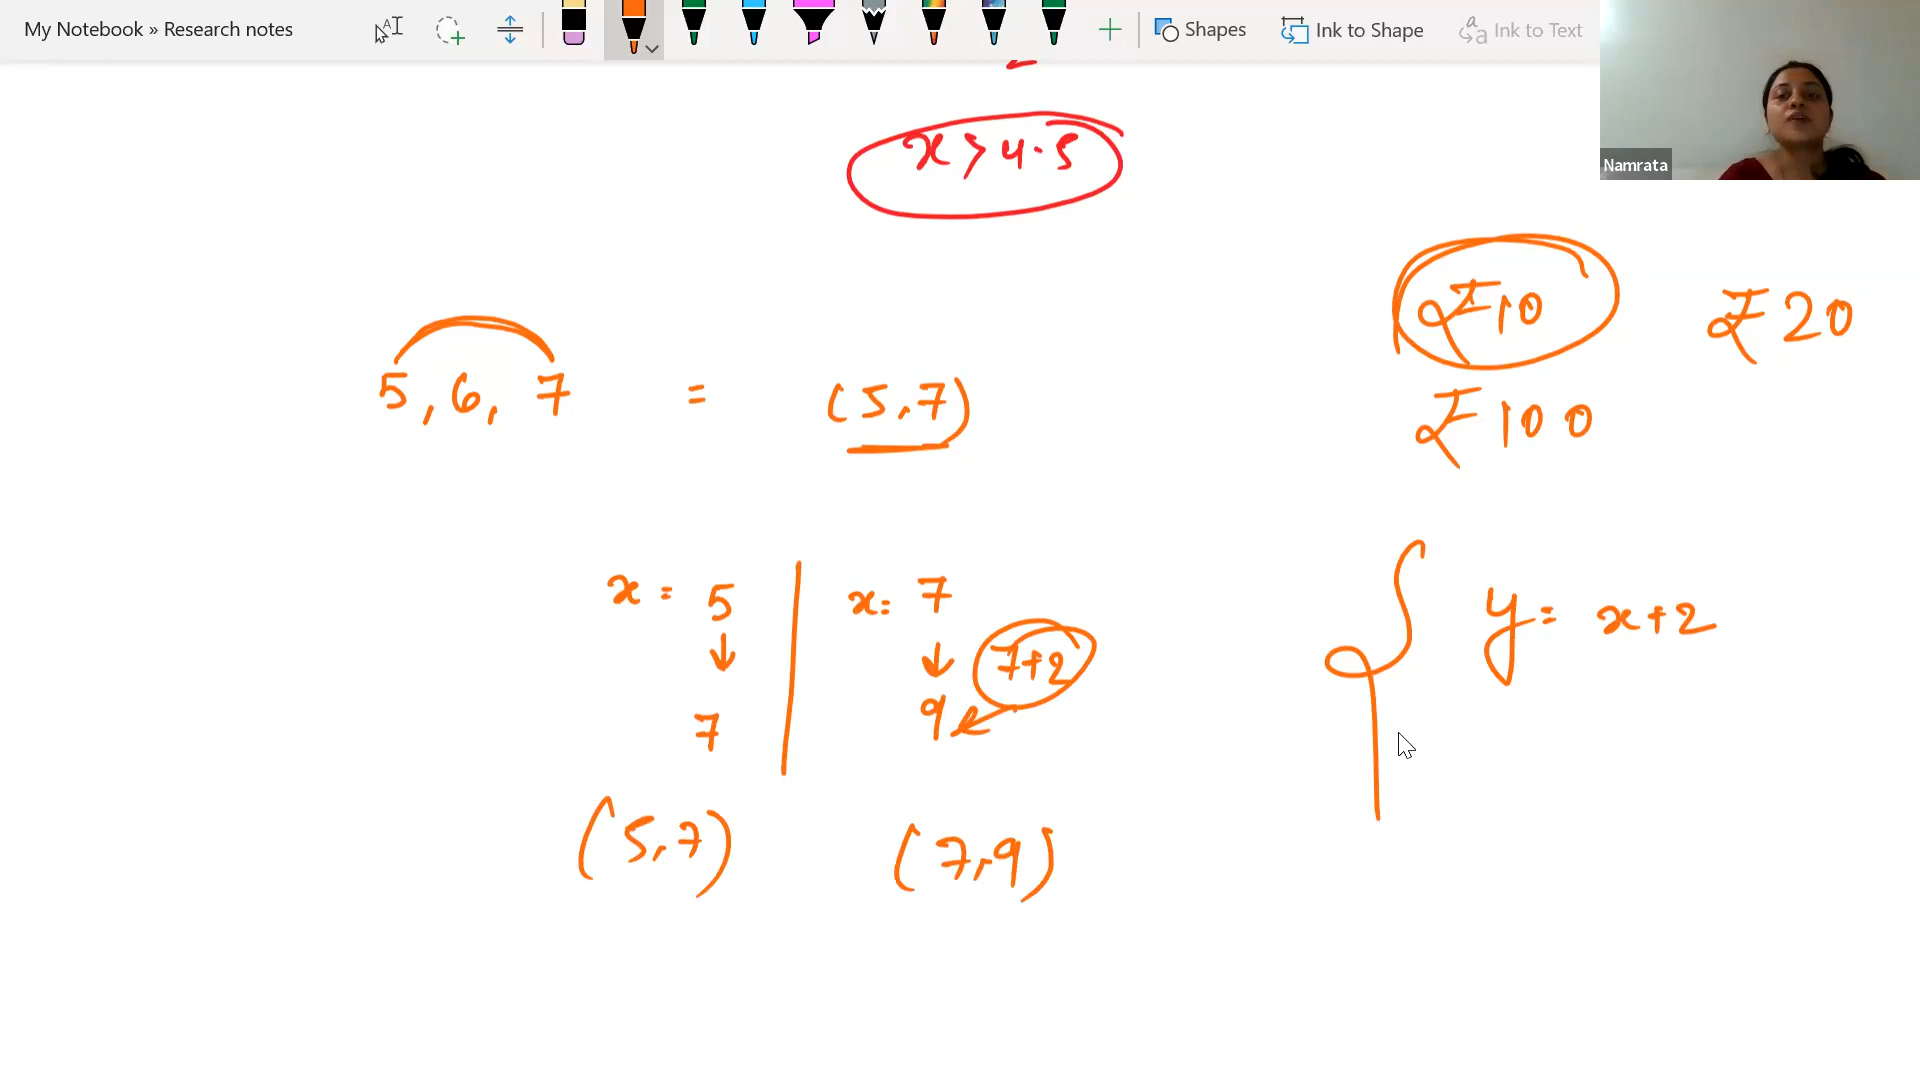 My Notebook » Research notes
Shapes
Ink to Shape
Ink to Text
Namrata
x > 4.5
₹10
₹20
₹100
5, 6, 7 = (5,7)
x = 5
7
(5,7)
x = 7
7+2
9
(7,9)
y = x+2